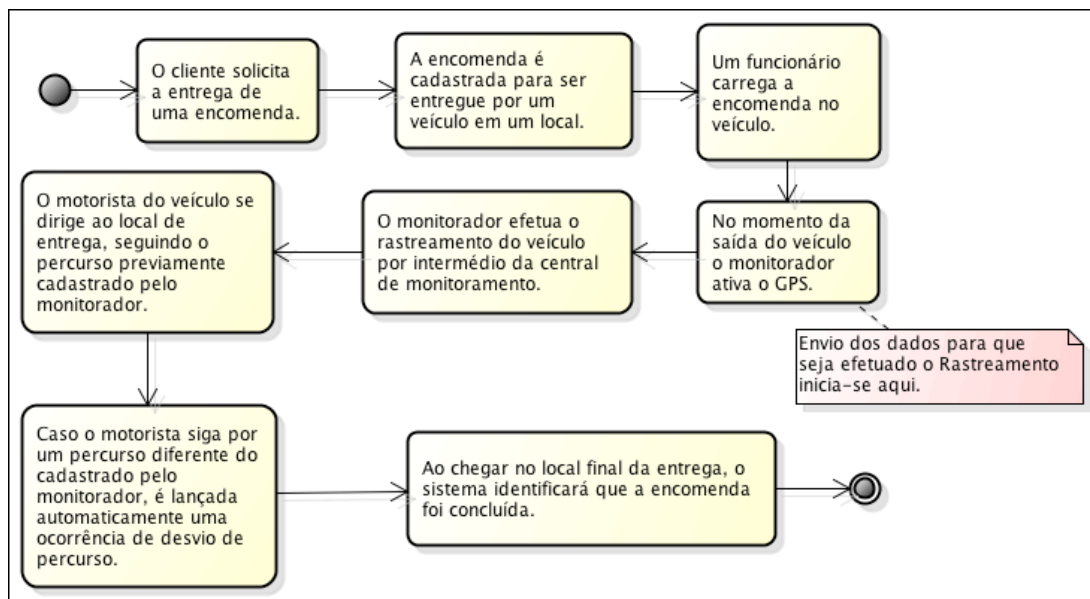 O cliente solicita
a entrega de
uma encomenda.
A encomenda é
cadastrada para ser
entregue por um
veículo em um local.
Um funcionário
carrega a
encomenda no
veículo.
No momento da
saída do veículo
o monitorador
ativa o GPS.
Envio dos dados para que
seja efetuado o Rastreamento
inicia-se aqui.
O monitorador efetua o
rastreamento do veículo
por intermédio da central
de monitoramento.
O motorista do veículo se
dirige ao local de
entrega, seguindo o
percurso previamente
cadastrado pelo
monitorador.
Caso o motorista siga por
um percurso diferente do
cadastrado pelo
monitorador, é lançada
automaticamente uma
ocorrência de desvio de
percurso.
Ao chegar no local final da entrega, o
sistema identificará que a encomenda
foi concluída.